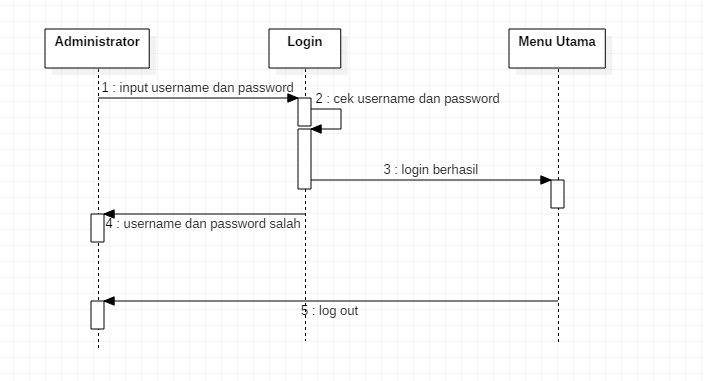 Administrator
Login
Menu Utama
1 : input username dan password
2 : cek username dan password
3 : login berhasil
4 : username dan password salah
5 : log out